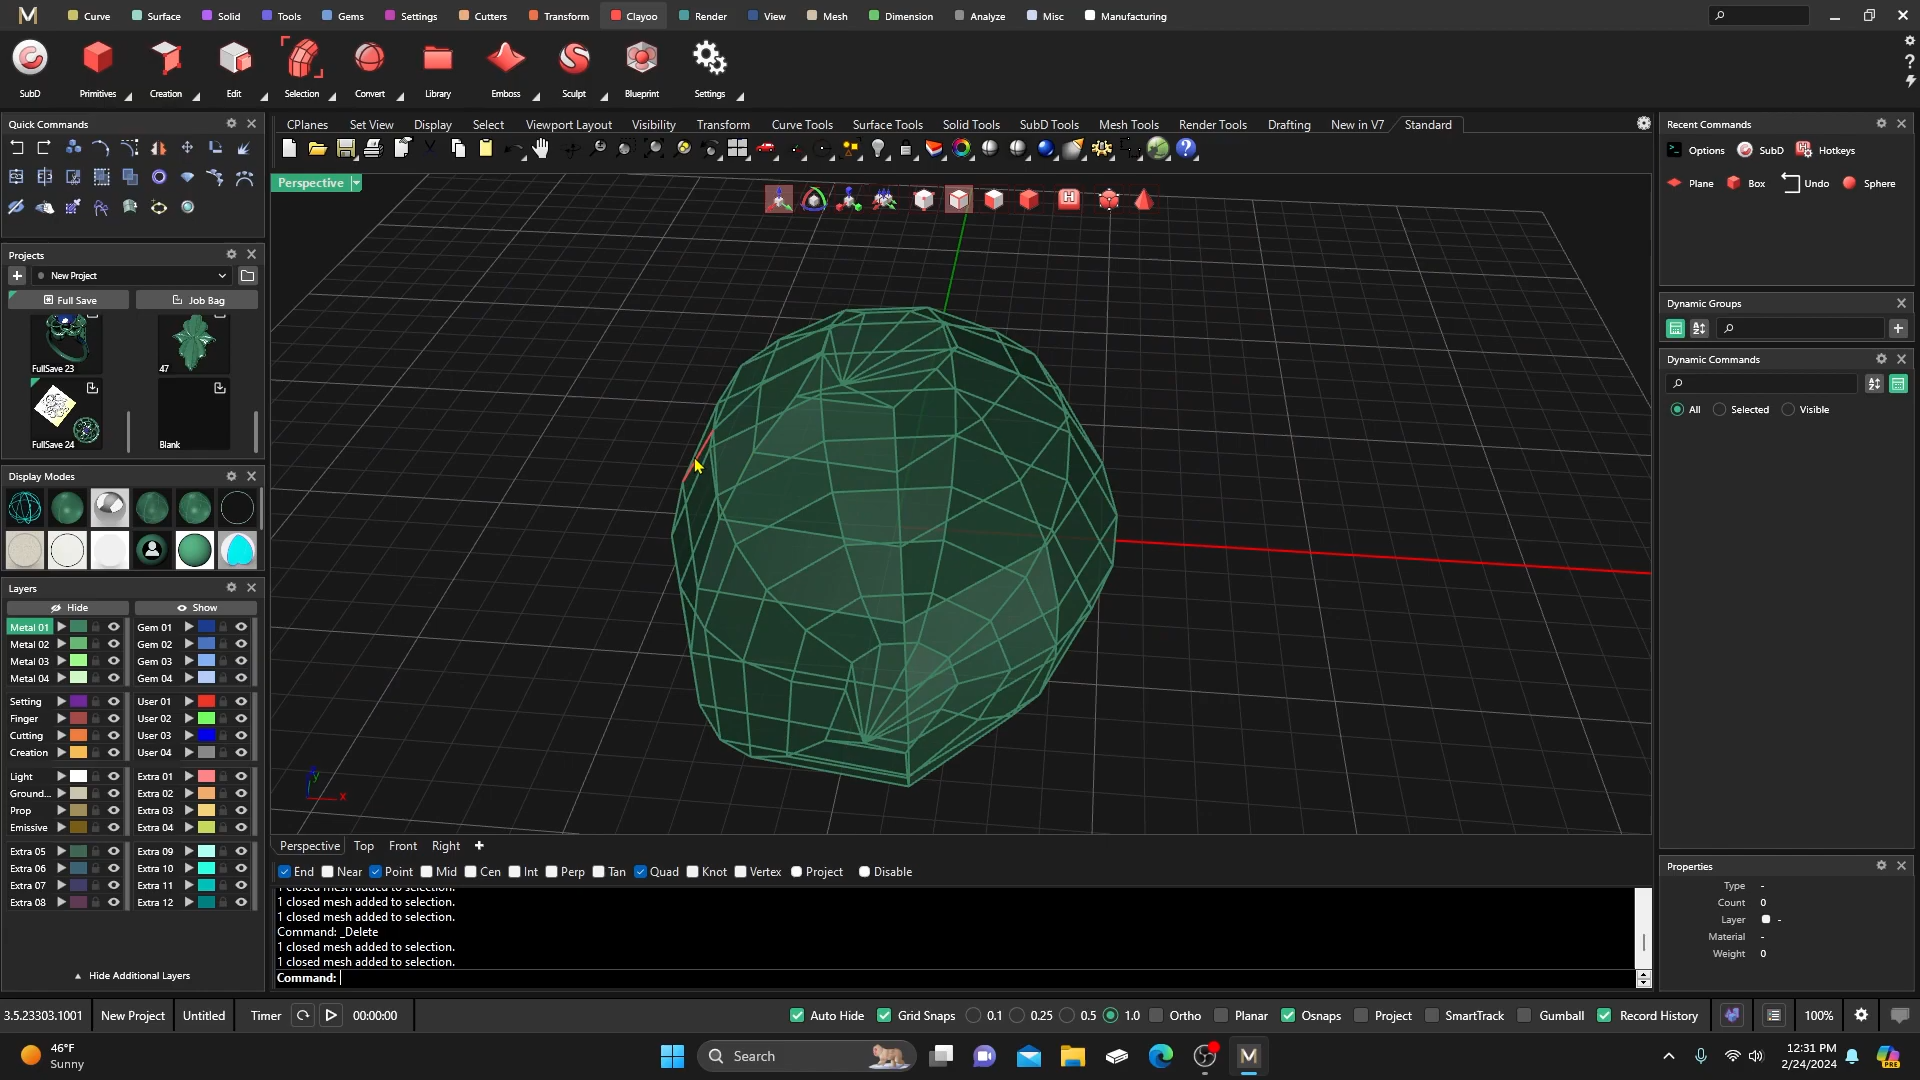 Curve Surface Solid Tools Gems Settings Cutters Transform Clayoo Render View Mesh Dimension Analyze Misc Manufacturing
SubD Primitives Creation Edit Selection Convert Library Emboss Sculpt Blueprint Settings
Quick Commands
CPlanes Set View Display Select Viewport Layout Visibility Transform Curve Tools Surface Tools Solid Tools SubD Tools Mesh Tools Render Tools Drafting New in V7 Standard
Perspective
Projects
New Project
Full Save Job Bag
FullSave 23 47
FullSave 24 Blank
Display Modes
Layers
Hide Show
Metal 01 Gem 01
Metal 02 Gem 02
Metal 03 Gem 03
Metal 04 Gem 04
Setting User 01
Finger User 02
Cutting User 03
Creation User 04
Light Extra 01
Ground... Extra 02
Prop Extra 03
Emissive Extra 04
Extra 05 Extra 09
Extra 06 Extra 10
Extra 07 Extra 11
Extra 08 Extra 12
Hide Additional Layers
y
x
Perspective Top Front Right
End Near Point Mid Cen Int Perp Tan Quad Knot Vertex Project Disable
1 closed mesh added to selection.
1 closed mesh added to selection.
1 closed mesh added to selection.
Command: _Delete
1 closed mesh added to selection.
1 closed mesh added to selection.
Command:
Recent Commands
Options SubD Hotkeys
Plane Box Undo Sphere
Dynamic Groups
Dynamic Commands
All Selected Visible
Properties
Type -
Count 0
Layer -
Material -
Weight 0
3.5.23303.1001 New Project Untitled Timer 00:00:00 Auto Hide Grid Snaps 0.1 0.25 0.5 1.0 Ortho Planar Osnaps Project SmartTrack Gumball Record History 100%
46°F
Sunny
Search
12:31 PM
2/24/2024